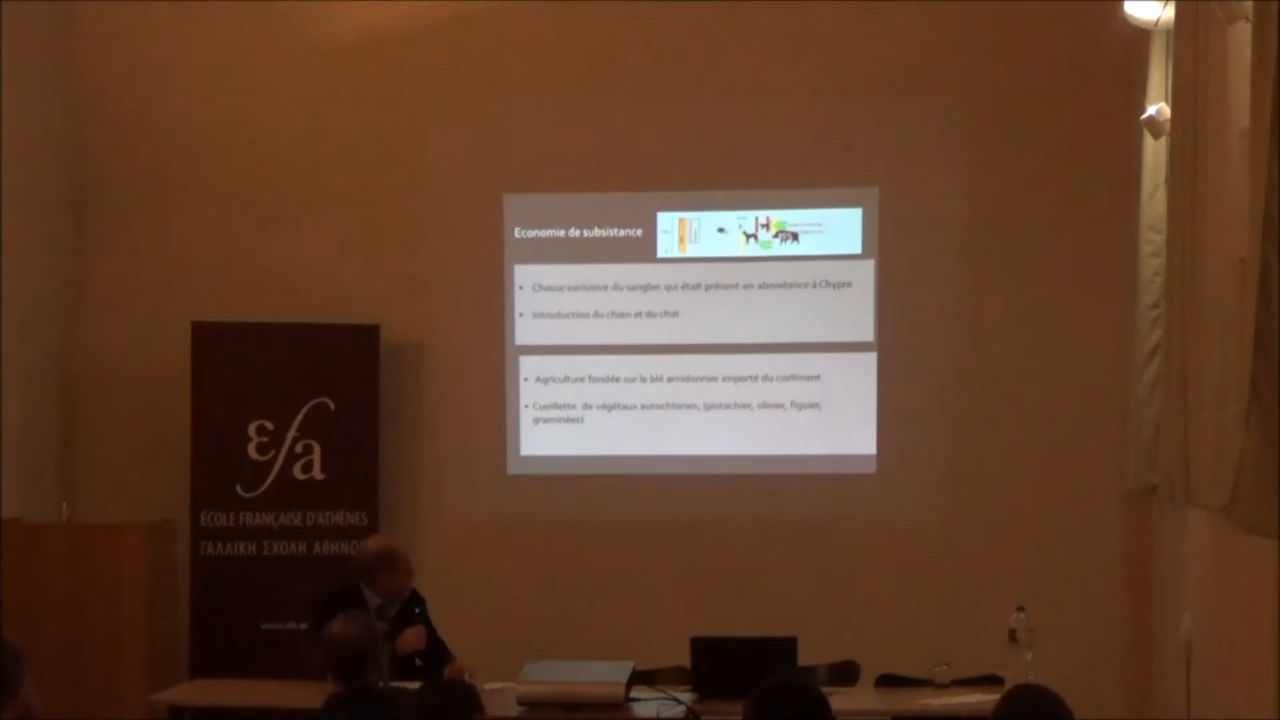 Economie de subsistance
• Chasse exclusive du sanglier qui était présent en abondance à Chypre
• Introduction du chien et du chat
• Agriculture fondée sur le blé amidonnier importé du continent
• Cueillette de végétaux autochtones, (pistachier, olivier, figuier,
graminées)
εfa
ÉCOLE FRANÇAISE D'ATHÈNES
ΓΑΛΛΙΚΗ ΣΧΟΛΗ ΑΘΗΝΩ